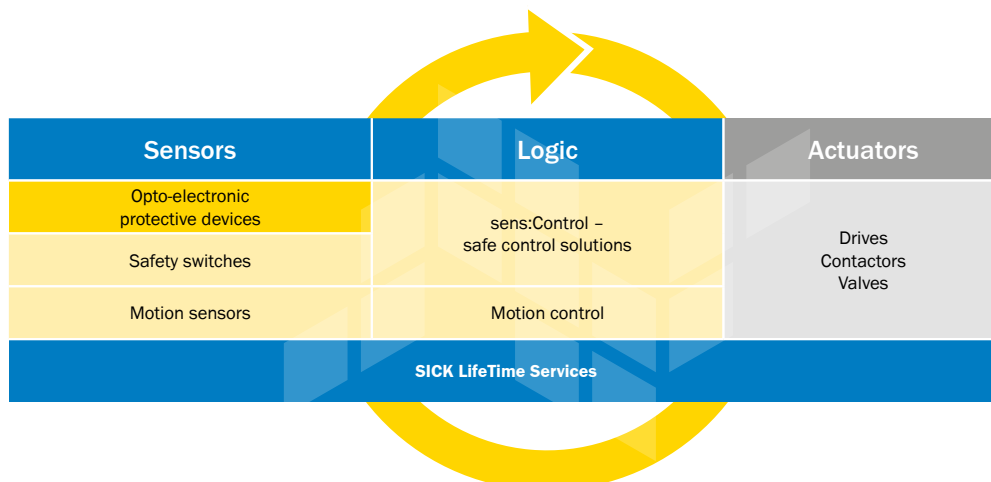 Sensors
Logic
Actuators
Opto-electronic
protective devices
sens:Control –
safe control solutions
Safety switches
Drives
Contactors
Valves
Motion sensors
Motion control
SICK LifeTime Services